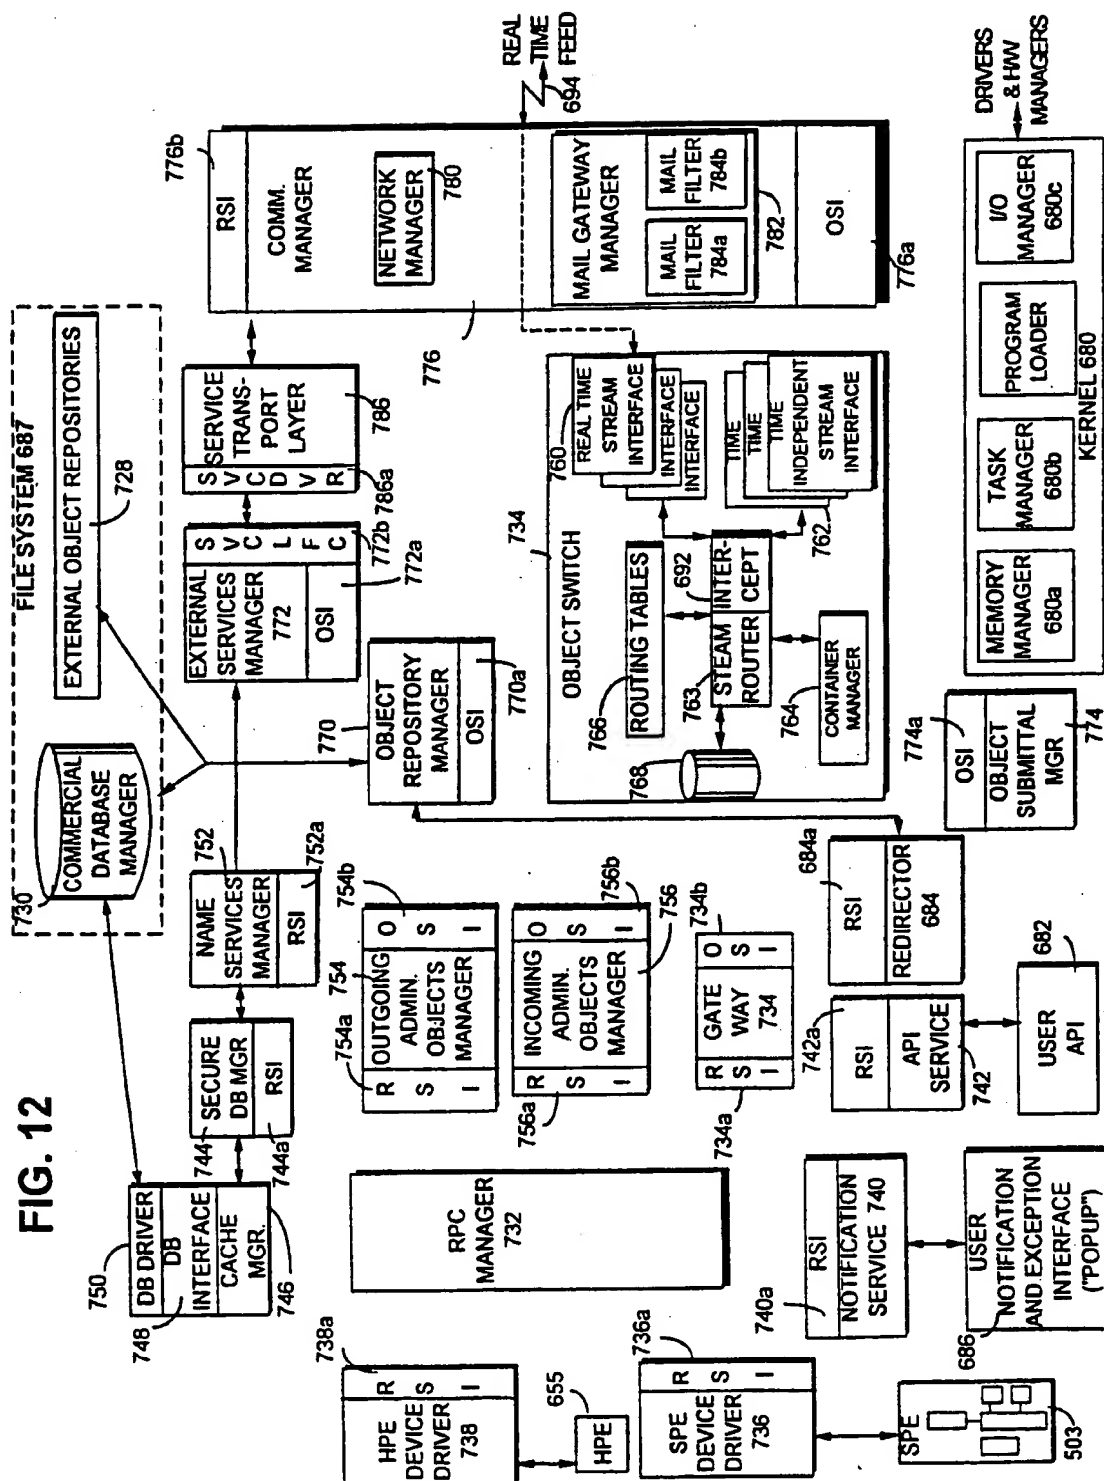 FIG. 12
FILE SYSTEM 687
730
COMMERCIAL
DATABASE
MANAGER
EXTERNAL OBJECT REPOSITORIES
728
750
DB DRIVER
DB
INTERFACE
CACHE
MGR.
748
746
744
SECURE
DB MGR
RSI
744a
NAME
SERVICES
MANAGER
752
RSI
752a
EXTERNAL
SERVICES
MANAGER
772
OSI
S
V
C
L
F
C
772b
772a
S
V
C
D
V
R
786a
SERVICE
TRANS-
PORT
LAYER
786
RSI
776b
COMM.
MANAGER
NETWORK
MANAGER
780
MAIL GATEWAY
MANAGER
MAIL
FILTER
784a
MAIL
FILTER
784b
782
OSI
776a
776
REAL
TIME
FEED
694
738a
HPE
DEVICE
DRIVER
738
R
S
I
655
HPE
736a
SPE
DEVICE
DRIVER
736
R
S
I
SPE
503
RPC
MANAGER
732
754a
R
S
I
754
OUTGOING
ADMIN.
OBJECTS
MANAGER
O
S
I
754b
756a
R
S
I
INCOMING
ADMIN.
OBJECTS
MANAGER
O
S
I
756b
756
734a
R
S
I
GATE
WAY
734
O
S
I
734b
770
OBJECT
REPOSITORY
MANAGER
OSI
770a
734
OBJECT SWITCH
766
ROUTING TABLES
692
763
STEAM
ROUTER
INTER-
CEPT
764
CONTAINER
MANAGER
768
760
REAL TIME
STREAM
INTERFACE
INTERFACE
INTERFACE
TIME
TIME
TIME
INDEPENDENT
STREAM
INTERFACE
762
740a
RSI
NOTIFICATION
SERVICE 740
686
USER
NOTIFICATION
AND EXCEPTION
INTERFACE
("POPUP")
742a
RSI
API
SERVICE
742
USER
API
682
684a
RSI
REDIRECTOR
684
774a
OSI
OBJECT
SUBMITTAL
MGR
774
MEMORY
MANAGER
680a
TASK
MANAGER
680b
PROGRAM
LOADER
I/O
MANAGER
680c
KERNEL 680
DRIVERS
& H/W
MANAGERS